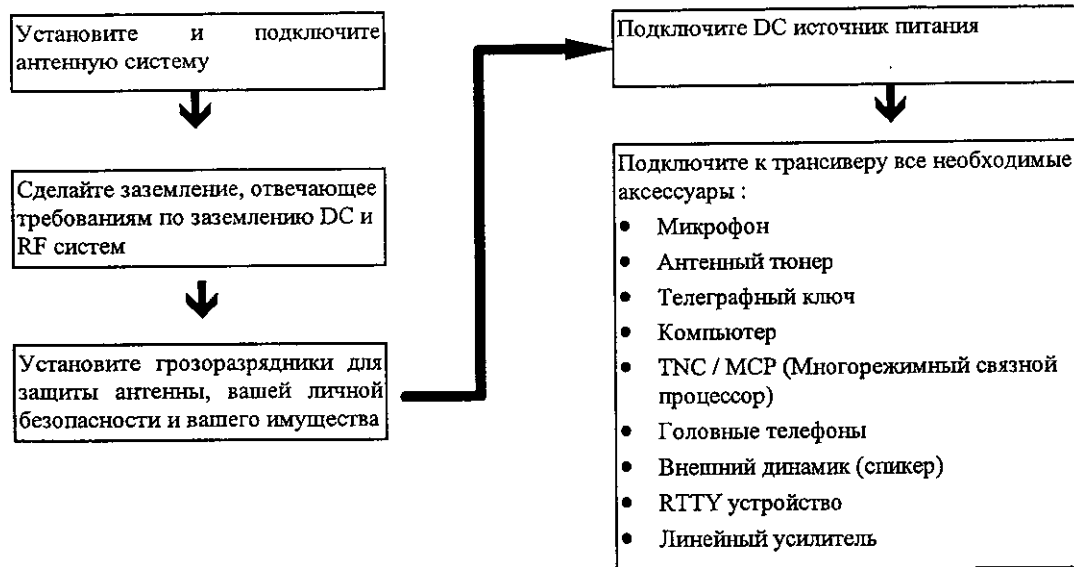 Установите и подключите
антенную систему
Сделайте заземление, отвечающее
требованиям по заземлению DC и
RF систем
Установите грозоразрядники для
защиты антенны, вашей личной
безопасности и вашего имущества
Подключите DC источник питания
Подключите к трансиверу все необходимые
аксессуары :
• Микрофон
• Антенный тюнер
• Телеграфный ключ
• Компьютер
• TNC / MCP (Многорежимный связной
процессор)
• Головные телефоны
• Внешний динамик (спикер)
• RTTY устройство
• Линейный усилитель